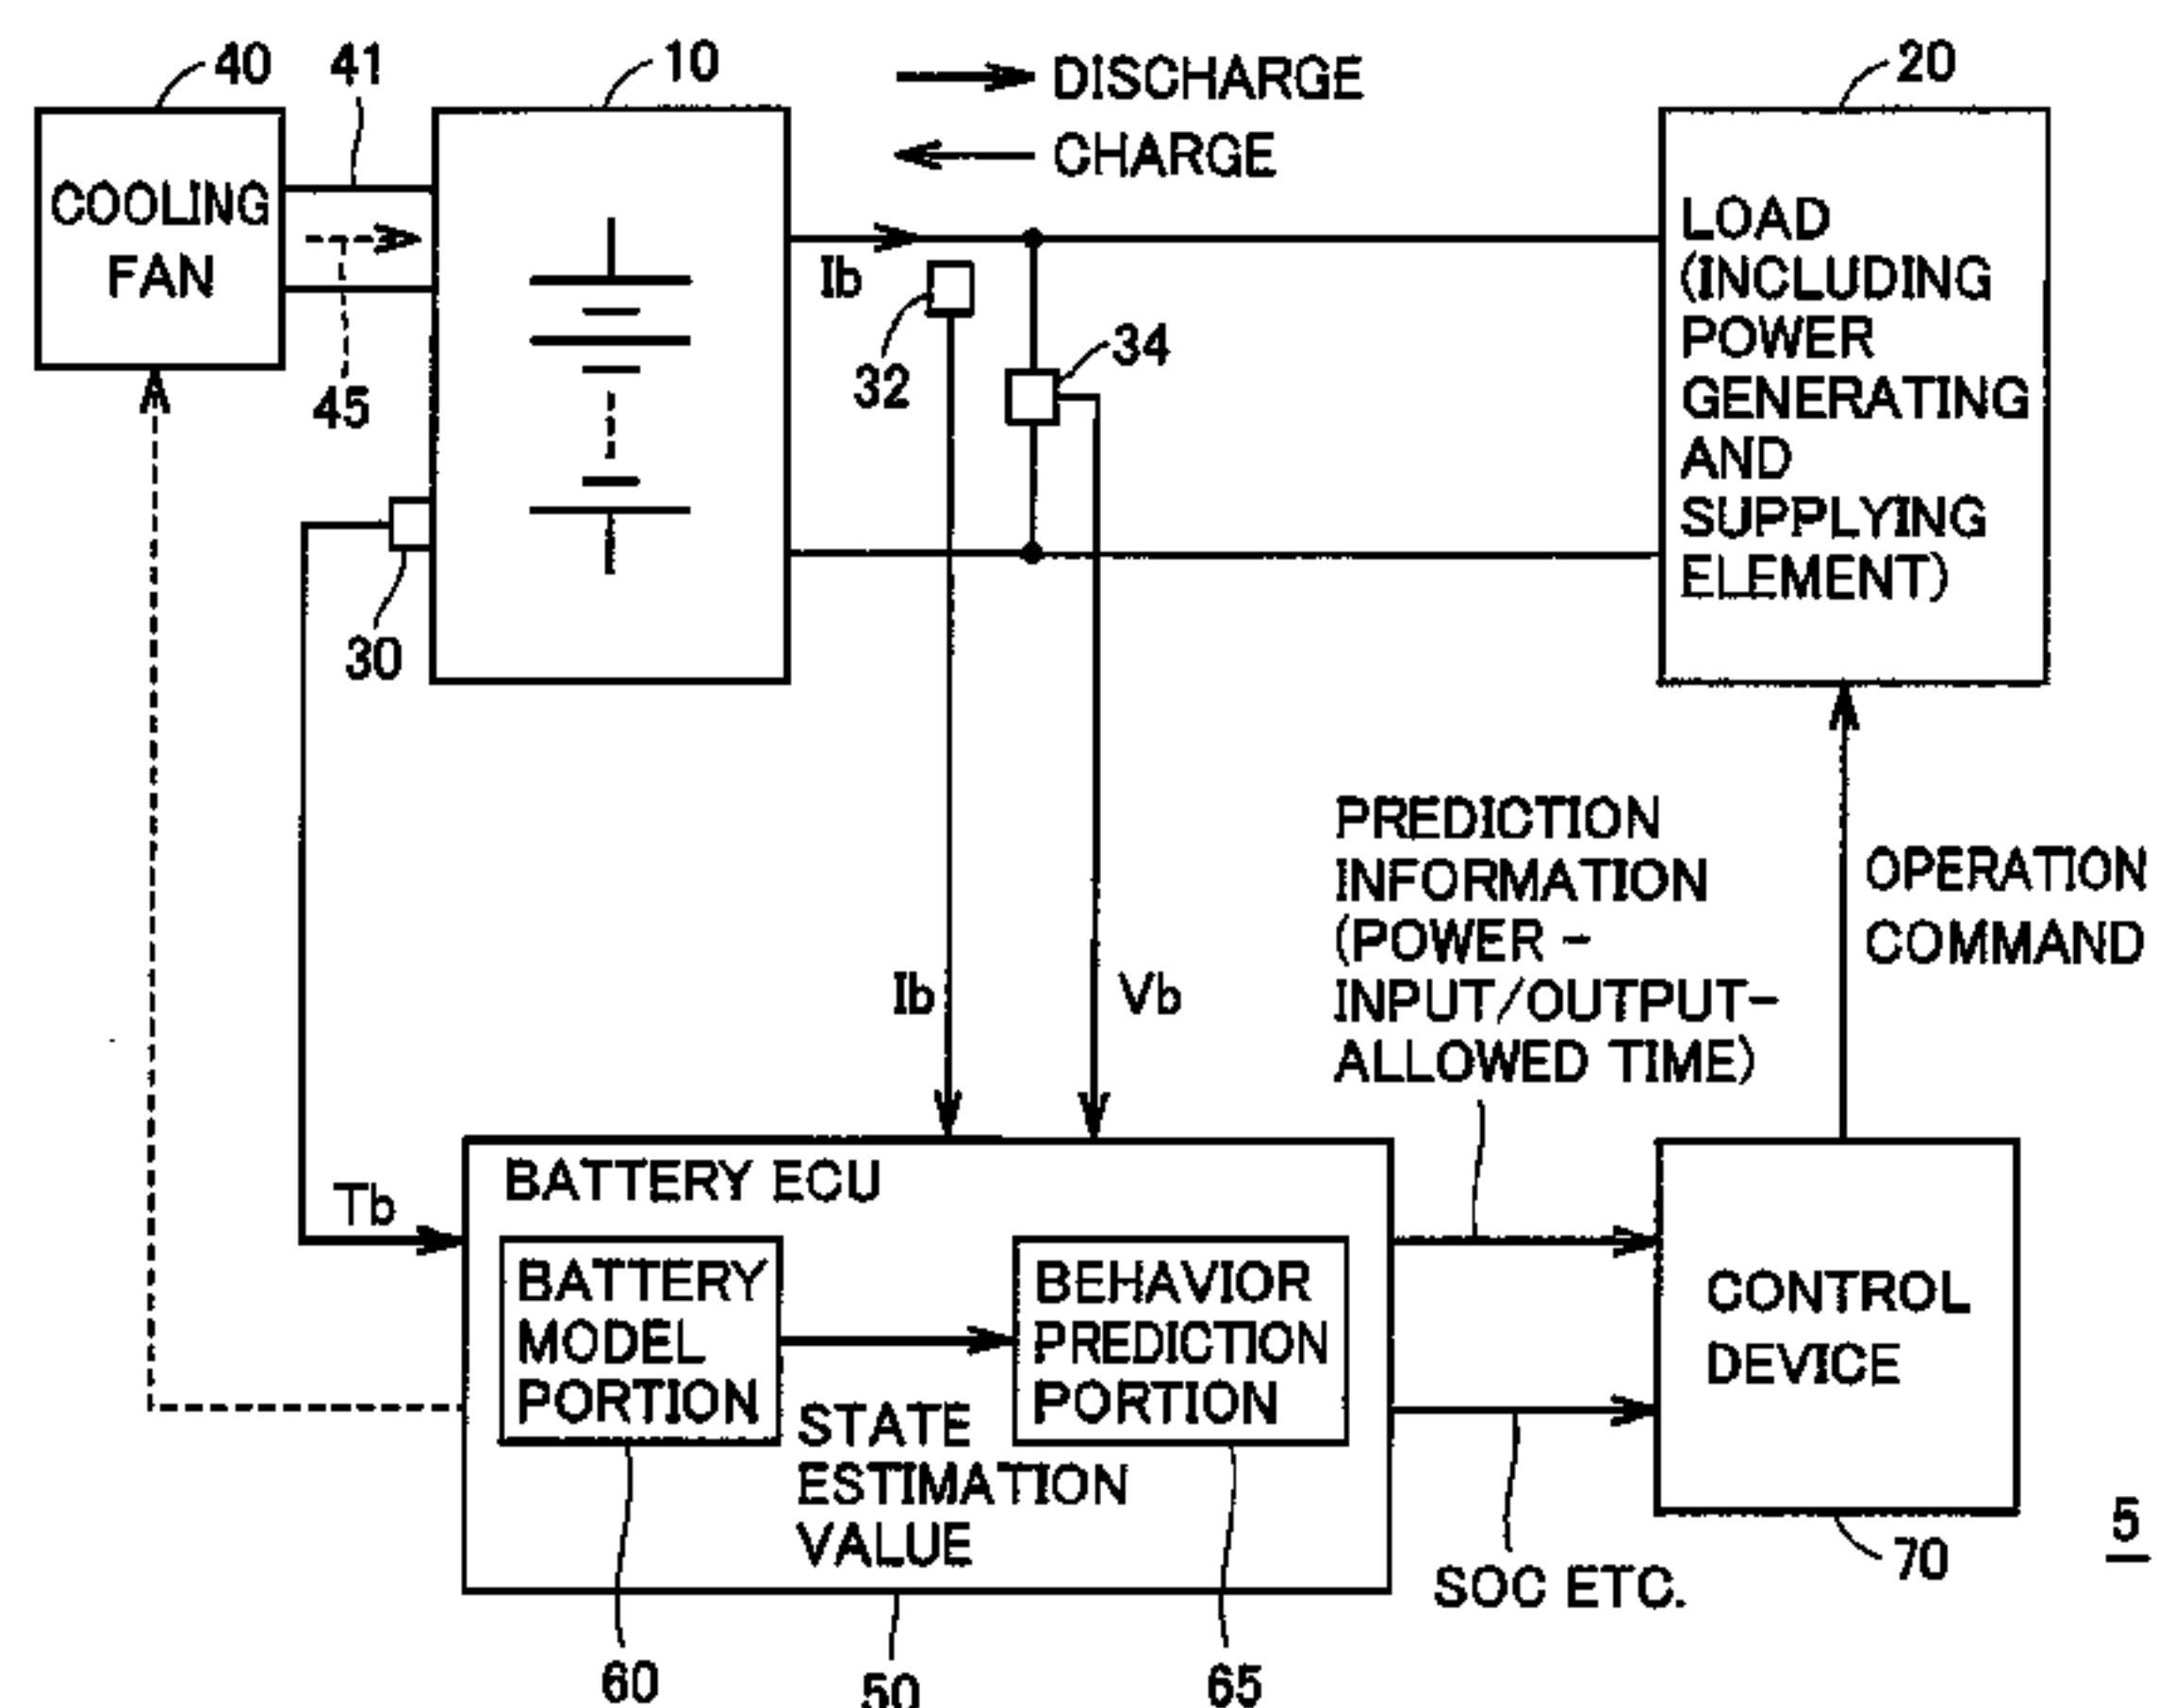 40
41
10
DISCHARGE
CHARGE
20
COOLING
FAN
45
Ib
32
34
30
LOAD
(INCLUDING
POWER
GENERATING
AND
SUPPLYING
ELEMENT)
PREDICTION
INFORMATION
(POWER -
INPUT/OUTPUT-
ALLOWED TIME)
OPERATION
COMMAND
Ib
Vb
Tb
BATTERY ECU
BATTERY
MODEL
PORTION
STATE
ESTIMATION
VALUE
BEHAVIOR
PREDICTION
PORTION
CONTROL
DEVICE
SOC ETC.
60
50
65
70
5